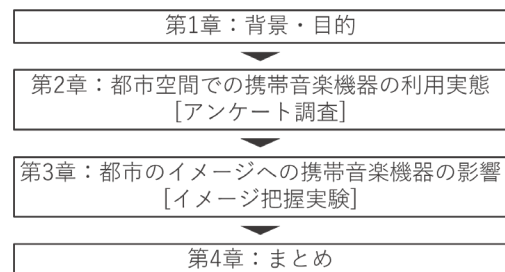 第1章：背景・目的
第2章：都市空間での携帯音楽機器の利用実態
[アンケート調査]
第3章：都市のイメージへの携帯音楽機器の影響
[イメージ把握実験]
第4章：まとめ